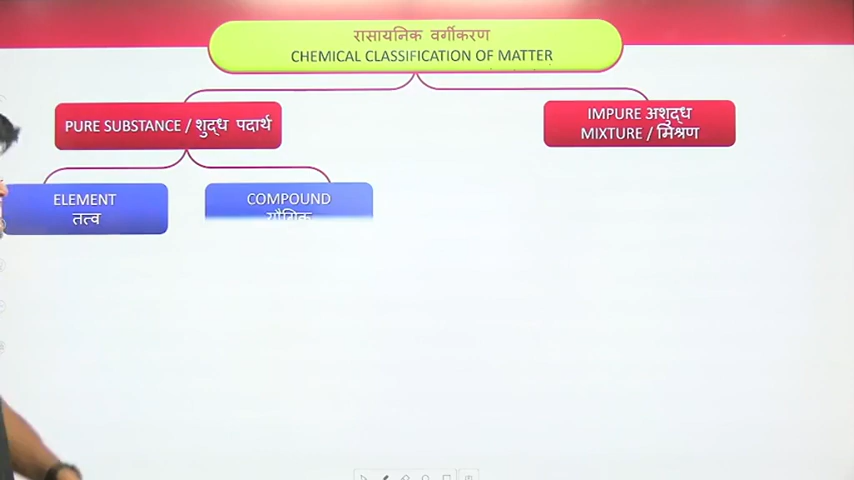 रासायनिक वर्गीकरण
CHEMICAL CLASSIFICATION OF MATTER
PURE SUBSTANCE / शुद्ध पदार्थ
IMPURE अशुद्ध
MIXTURE / मिश्रण
ELEMENT
तत्व
COMPOUND
यौगिक